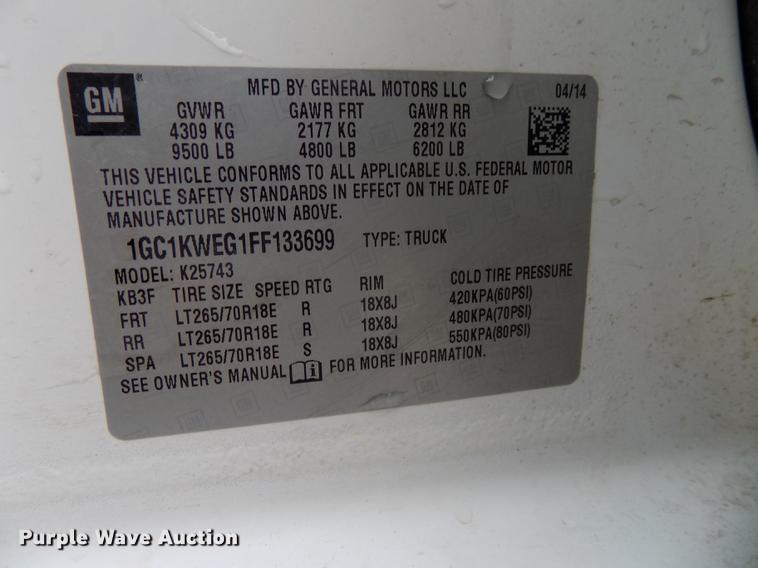 GM ®
MFD BY GENERAL MOTORS LLC 04/14
GVWR GAWR FRT GAWR RR
4309 KG 2177 KG 2812 KG
9500 LB 4800 LB 6200 LB
THIS VEHICLE CONFORMS TO ALL APPLICABLE U.S. FEDERAL MOTOR
VEHICLE SAFETY STANDARDS IN EFFECT ON THE DATE OF
MANUFACTURE SHOWN ABOVE.
1GC1KWEG1FF133699 TYPE: TRUCK
MODEL: K25743
KB3F TIRE SIZE SPEED RTG RIM COLD TIRE PRESSURE
FRT LT265/70R18E R 18X8J 420KPA(60PSI)
RR LT265/70R18E R 18X8J 480KPA(70PSI)
SPA LT265/70R18E S 18X8J 550KPA(80PSI)
SEE OWNER'S MANUAL FOR MORE INFORMATION.
Purple Wave Auction